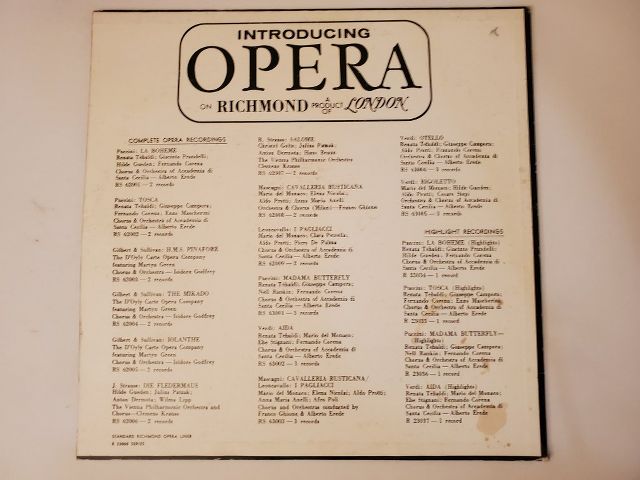 INTRODUCING
OPERA
ON RICHMOND A PRODUCT OF LONDON
COMPLETE OPERA RECORDINGS
Puccini: LA BOHEME
Renata Tebaldi; Giacinto Prandelli;
Hilde Gueden; Fernando Corena
Chorus & Orchestra of Accademia di
Santa Cecilia — Alberto Erede
RS 62001 — 2 records
Puccini: TOSCA
Renata Tebaldi; Giuseppe Campora;
Fernando Corena; Enzo Mascherini
Chorus & Orchestra of Accademia di
Santa Cecilia — Alberto Erede
RS 62002 — 2 records
Gilbert & Sullivan: H.M.S. PINAFORE
The D'Oyly Carte Opera Company
featuring Martyn Green
Chorus & Orchestra — Isidore Godfrey
RS 62003 — 2 records
Gilbert & Sullivan: THE MIKADO
The D'Oyly Carte Opera Company
featuring Martyn Green
Chorus & Orchestra — Isidore Godfrey
RS 62004 — 2 records
Gilbert & Sullivan: IOLANTHE
The D'Oyly Carte Opera Company
featuring Martyn Green
Chorus & Orchestra — Isidore Godfrey
RS 62005 — 2 records
J. Strauss: DIE FLEDERMAUS
Hilde Gueden; Julius Patzak;
Anton Dermota; Wilma Lipp
The Vienna Philharmonic Orchestra and
Chorus — Clemens Krauss
RS 62006 — 2 records
STANDARD RICHMOND OPERA LINER
R. Strauss: SALOME
Christel Goltz; Julius Patzak;
Anton Dermota; Hans Braun
The Vienna Philharmonic Orchestra
Clemens Krauss
RS 62007 — 2 records
Mascagni: CAVALLERIA RUSTICANA
Mario del Monaco; Elena Nicolai;
Aldo Protti; Anna Maria Anelli
Orchestra & Chorus (Milan) — Franco Ghione
RS 62008 — 2 records
Leoncavallo: I PAGLIACCI
Mario del Monaco; Clara Petrella;
Aldo Protti; Piero De Palma
Chorus & Orchestra of Accademia di
Santa Cecilia — Alberto Erede
RS 62009 — 2 records
Puccini: MADAMA BUTTERFLY
Renata Tebaldi; Giuseppe Campora;
Nell Rankin; Fernando Corena
Chorus & Orchestra of Accademia di
Santa Cecilia — Alberto Erede
RS 63001 — 3 records
Verdi: AIDA
Renata Tebaldi; Mario del Monaco;
Ebe Stignani; Fernando Corena
Chorus & Orchestra of Accademia di
Santa Cecilia — Alberto Erede
RS 63002 — 3 records
Mascagni: CAVALLERIA RUSTICANA/
Leoncavallo: I PAGLIACCI
Mario del Monaco; Elena Nicolai; Aldo Protti;
Anna Maria Anelli; Afro Poli
Chorus and Orchestras conducted by
Franco Ghione & Alberto Erede
RS 63003 — 3 records
Verdi: OTELLO
Renata Tebaldi; Mario del Monaco;
Aldo Protti; Fernando Corena
Chorus & Orchestra of Accademia di
Santa Cecilia — Alberto Erede
RS 63004 — 3 records
Verdi: RIGOLETTO
Mario del Monaco; Hilde Gueden;
Aldo Protti; Cesare Siepi
Chorus & Orchestra of Accademia di
Santa Cecilia — Alberto Erede
RS 63005 — 3 records
HIGHLIGHT RECORDINGS
Puccini: LA BOHEME (Highlights)
Renata Tebaldi; Giacinto Prandelli;
Hilde Gueden; Fernando Corena
Chorus & Orchestra of Accademia di
Santa Cecilia — Alberto Erede
R 23034 — 1 record
Puccini: TOSCA (Highlights)
Renata Tebaldi; Giuseppe Campora;
Fernando Corena; Enzo Mascherini
Chorus & Orchestra of Accademia di
Santa Cecilia — Alberto Erede
R 23035 — 1 record
Puccini: MADAMA BUTTERFLY—
(Highlights)
Renata Tebaldi; Giuseppe Campora;
Nell Rankin; Fernando Corena
Chorus & Orchestra of Accademia di
Santa Cecilia — Alberto Erede
R 23036 — 1 record
Verdi: AIDA (Highlights)
Renata Tebaldi; Mario del Monaco;
Ebe Stignani; Fernando Corena
Chorus & Orchestra of Accademia di
Santa Cecilia — Alberto Erede
R 23037 — 1 record